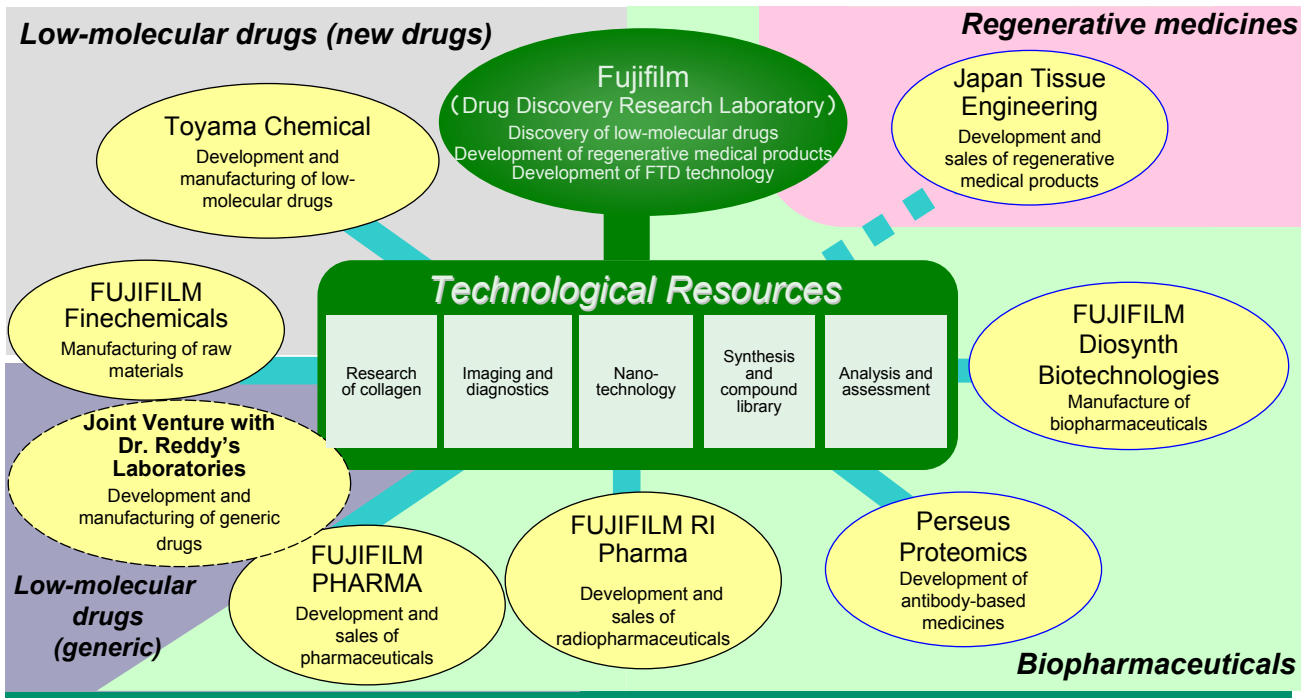 Low-molecular drugs (new drugs)
Regenerative medicines
Fujifilm
(Drug Discovery Research Laboratory)
Discovery of low-molecular drugs
Development of regenerative medical products
Development of FTD technology
Japan Tissue
Engineering
Development and
sales of regenerative
medical products
Toyama Chemical
Development and
manufacturing of low-
molecular drugs
Technological Resources
FUJIFILM
Finechemicals
Manufacturing of raw
materials
Research
of collagen
Imaging and
diagnostics
Nano-
technology
Synthesis
and
compound
library
Analysis and
assessment
FUJIFILM
Diosynth
Biotechnologies
Manufacture of
biopharmaceuticals
Joint Venture with
Dr. Reddy's
Laboratories
Development and
manufacturing of generic
drugs
FUJIFILM
PHARMA
Development and
sales of
pharmaceuticals
FUJIFILM RI
Pharma
Development and
sales of
radiopharmaceuticals
Perseus
Proteomics
Development of
antibody-based
medicines
Low-molecular
drugs
(generic)
Biopharmaceuticals